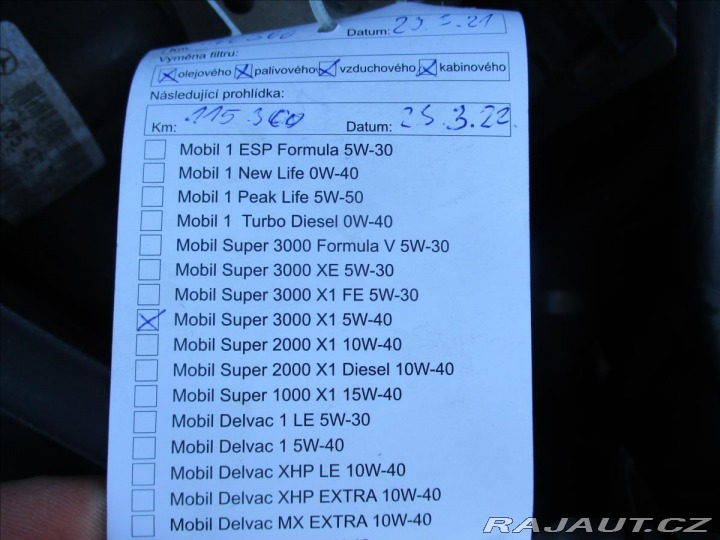 Datum: 23.3.21
Výměna filtru:
olejového palivového vzduchového kabinového
Následující prohlídka:
Km: 115 300 Datum: 23.3.22
Mobil 1 ESP Formula 5W-30
Mobil 1 New Life 0W-40
Mobil 1 Peak Life 5W-50
Mobil 1 Turbo Diesel 0W-40
Mobil Super 3000 Formula V 5W-30
Mobil Super 3000 XE 5W-30
Mobil Super 3000 X1 FE 5W-30
Mobil Super 3000 X1 5W-40
Mobil Super 2000 X1 10W-40
Mobil Super 2000 X1 Diesel 10W-40
Mobil Super 1000 X1 15W-40
Mobil Delvac 1 LE 5W-30
Mobil Delvac 1 5W-40
Mobil Delvac XHP LE 10W-40
Mobil Delvac XHP EXTRA 10W-40
Mobil Delvac MX EXTRA 10W-40
RAJAUT.CZ